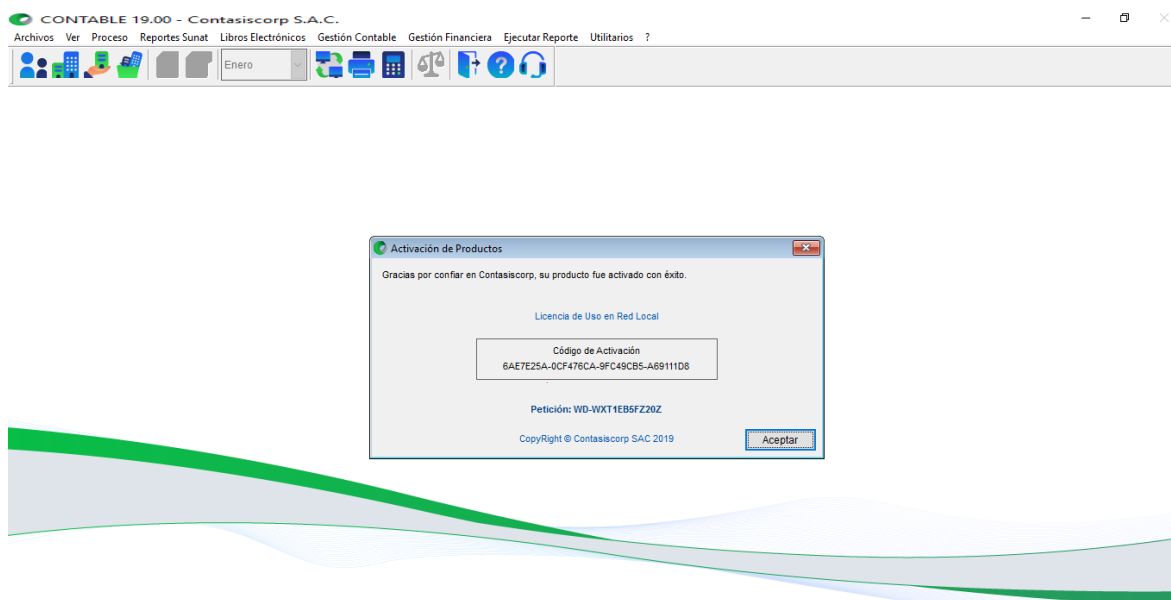 CONTABLE 19.00 - Contasiscorp S.A.C.
Archivos Ver Proceso Reportes Sunat Libros Electrónicos Gestión Contable Gestión Financiera Ejecutar Reporte Utilitarios ?
Enero
Activación de Productos
Gracias por confiar en Contasiscorp, su producto fue activado con éxito.
Licencia de Uso en Red Local
Código de Activación
6AE7E25A-0CF476CA-9FC49CB5-A69111D8
Petición: WD-WXT1EB5FZ20Z
CopyRight © Contasiscorp SAC 2019
Aceptar